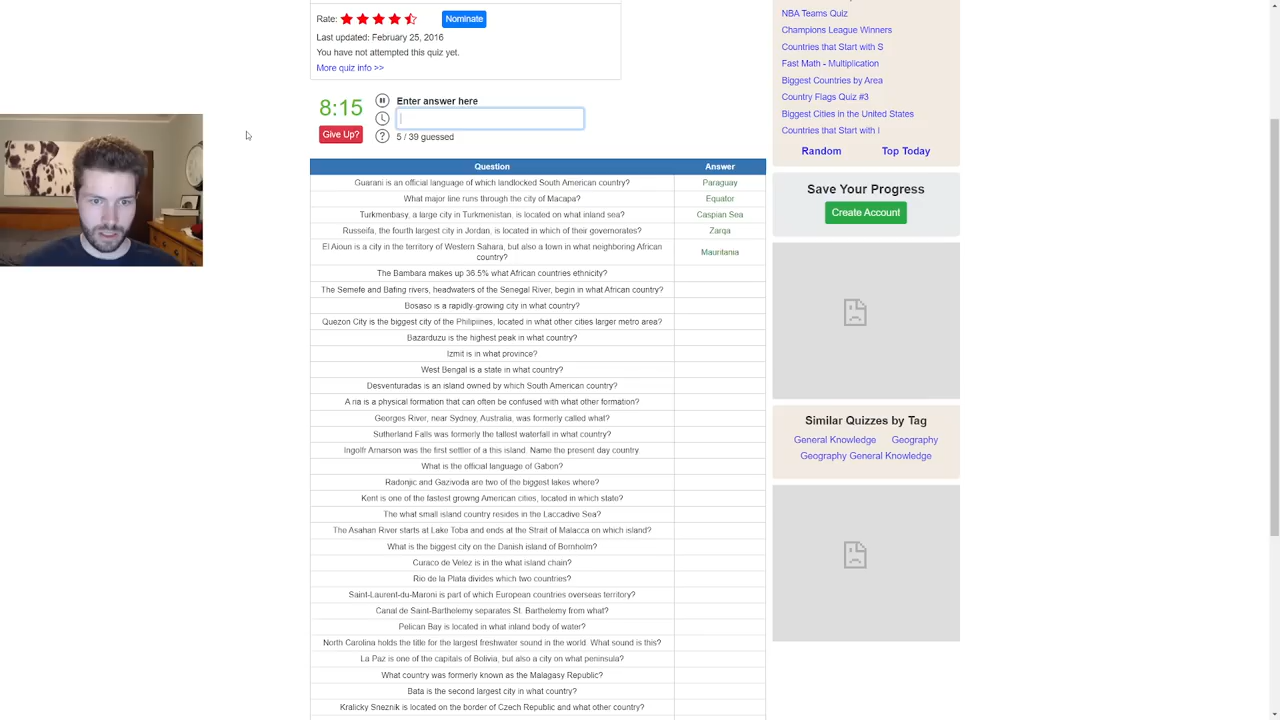 Rate:
Nominate
Last updated: February 25, 2016
You have not attempted this quiz yet.
More quiz info >>
8:15
Enter answer here
Give Up?
5 / 39 guessed
Question Answer
Guarani is an official language of which landlocked South American country? Paraguay
What major line runs through the city of Macapa? Equator
Turkmenbasy, a large city in Turkmenistan, is located on what inland sea? Caspian Sea
Russeifa, the fourth largest city in Jordan, is located in which of their governorates? Zarqa
El Aioun is a city in the territory of Western Sahara, but also a town in what neighboring African
country? Mauritania
The Bambara makes up 36.5% what African countries ethnicity?
The Semefe and Bafing rivers, headwaters of the Senegal River, begin in what African country?
Bosaso is a rapidly-growing city in what country?
Quezon City is the biggest city of the Philipiines, located in what other cities larger metro area?
Bazarduzu is the highest peak in what country?
Izmit is in what province?
West Bengal is a state in what country?
Desventuradas is an island owned by which South American country?
A ria is a physical formation that can often be confused with what other formation?
Georges River, near Sydney, Australia, was formerly called what?
Sutherland Falls was formerly the tallest waterfall in what country?
Ingolfr Arnarson was the first settler of a this island. Name the present day country.
What is the official language of Gabon?
Radonjic and Gazivoda are two of the biggest lakes where?
Kent is one of the fastest growng American cities, located in which state?
The what small island country resides in the Laccadive Sea?
The Asahan River starts at Lake Toba and ends at the Strait of Malacca on which island?
What is the biggest city on the Danish island of Bornholm?
Curaco de Velez is in the what island chain?
Rio de la Plata divides which two countries?
Saint-Laurent-du-Maroni is part of which European countries overseas territory?
Canal de Saint-Barthelemy separates St. Barthelemy from what?
Pelican Bay is located in what inland body of water?
North Carolina holds the title for the largest freshwater sound in the world. What sound is this?
La Paz is one of the capitals of Bolivia, but also a city on what peninsula?
What country was formerly known as the Malagasy Republic?
Bata is the second largest city in what country?
Kralicky Sneznik is located on the border of Czech Republic and what other country?
NBA Teams Quiz
Champions League Winners
Countries that Start with S
Fast Math - Multiplication
Biggest Countries by Area
Country Flags Quiz #3
Biggest Cities in the United States
Countries that Start with I
Random Top Today
Save Your Progress
Create Account
Similar Quizzes by Tag
General Knowledge Geography
Geography General Knowledge